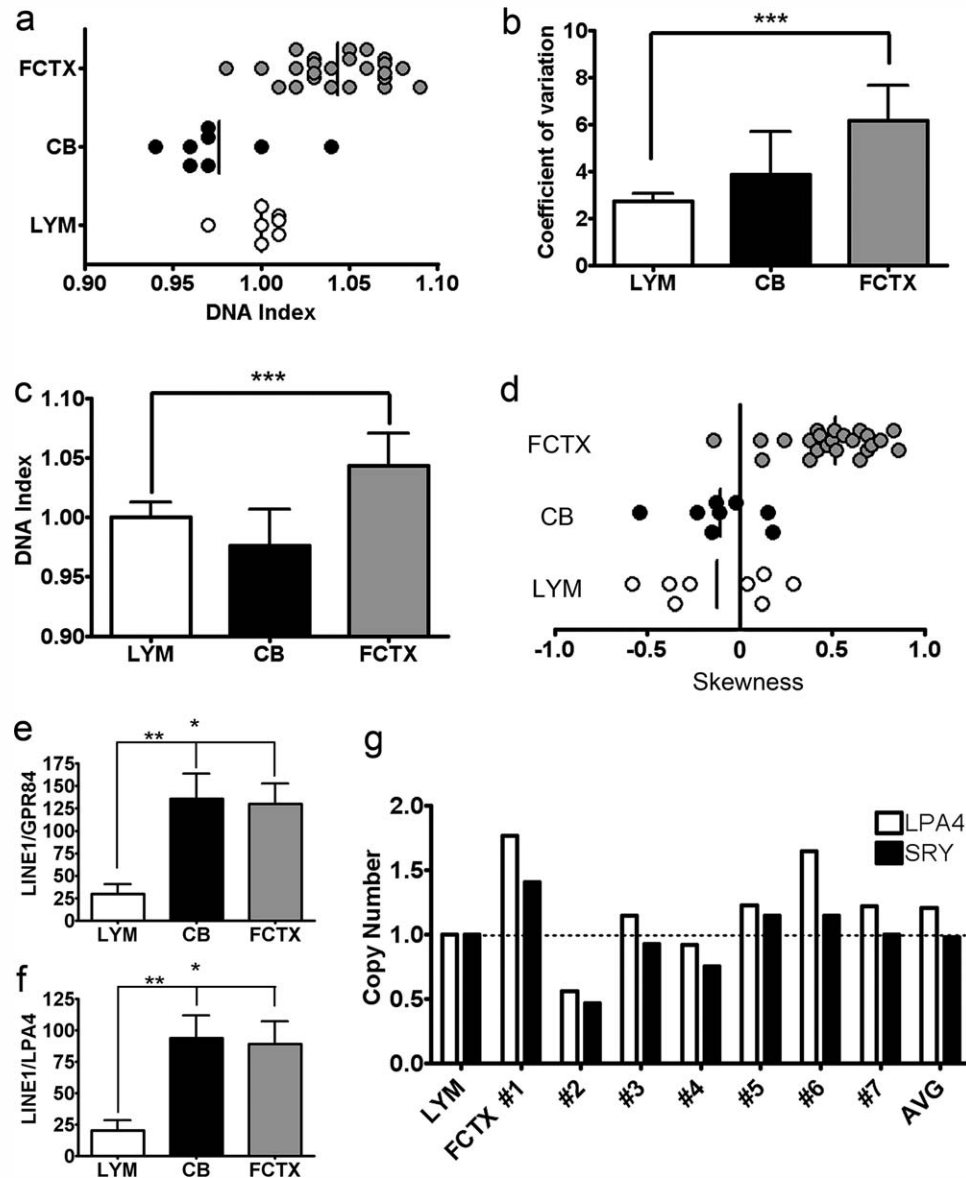 a
FCTX
CB
LYM
0.90 0.95 1.00 1.05 1.10
DNA Index
b
***
Coefficient of variation
10
8
6
4
2
0
LYM CB FCTX
c
***
DNA Index
1.10
1.05
1.00
0.95
0.90
LYM CB FCTX
d
FCTX
CB
LYM
-1.0 -0.5 0 0.5 1.0
Skewness
e
** *
LINE1/GPR84
175
150
125
100
75
50
25
0
LYM CB FCTX
f
** *
LINE1/LPA4
125
100
75
50
25
0
LYM CB FCTX
g
LPA4
SRY
Copy Number
2.0
1.5
1.0
0.5
0.0
LYM FCTX #1 #2 #3 #4 #5 #6 #7 AVG